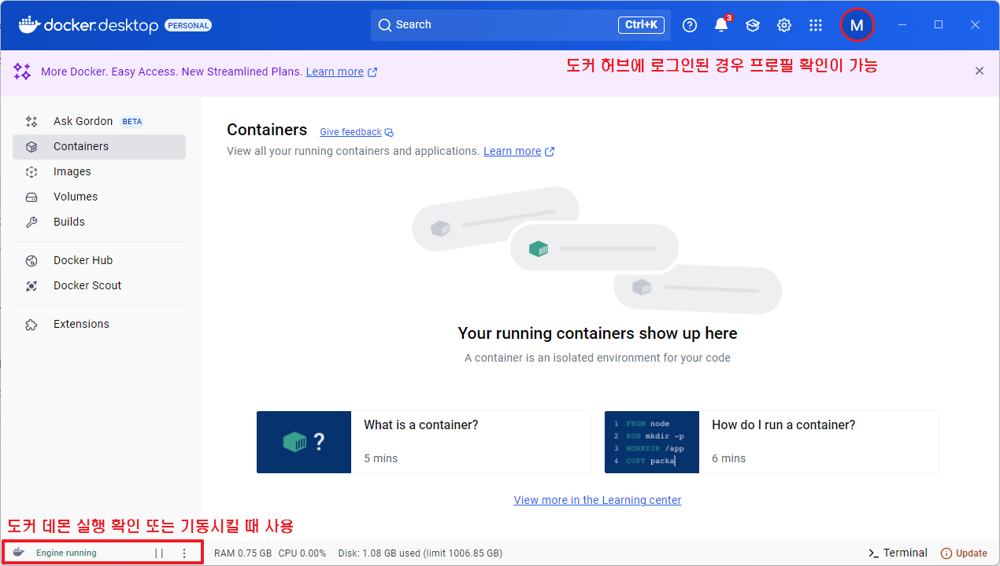 docker.desktop PERSONAL
Search
Ctrl+K
3
M
More Docker. Easy Access. New Streamlined Plans. Learn more
도커 허브에 로그인된 경우 프로필 확인이 가능
Ask Gordon BETA
Containers
Images
Volumes
Builds
Docker Hub
Docker Scout
Extensions
Containers Give feedback
View all your running containers and applications. Learn more
Your running containers show up here
A container is an isolated environment for your code
?
What is a container?
5 mins
1 FROM node
2 RUN mkdir -p
3 WORKDIR /app
4 COPY packa
How do I run a container?
6 mins
View more in the Learning center
도커 데몬 실행 확인 또는 기동시킬 때 사용
Engine running
RAM 0.75 GB CPU 0.00% Disk: 1.08 GB used (limit 1006.85 GB)
>_ Terminal
Update